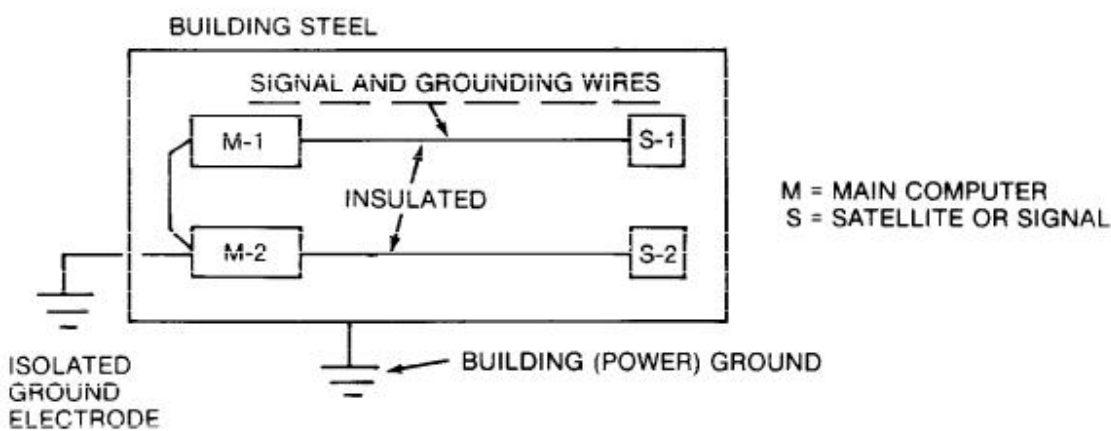 BUILDING STEEL
SIGNAL AND GROUNDING WIRES
M-1
S-1
INSULATED
M = MAIN COMPUTER
S = SATELLITE OR SIGNAL
M-2
S-2
ISOLATED
GROUND
ELECTRODE
BUILDING (POWER) GROUND